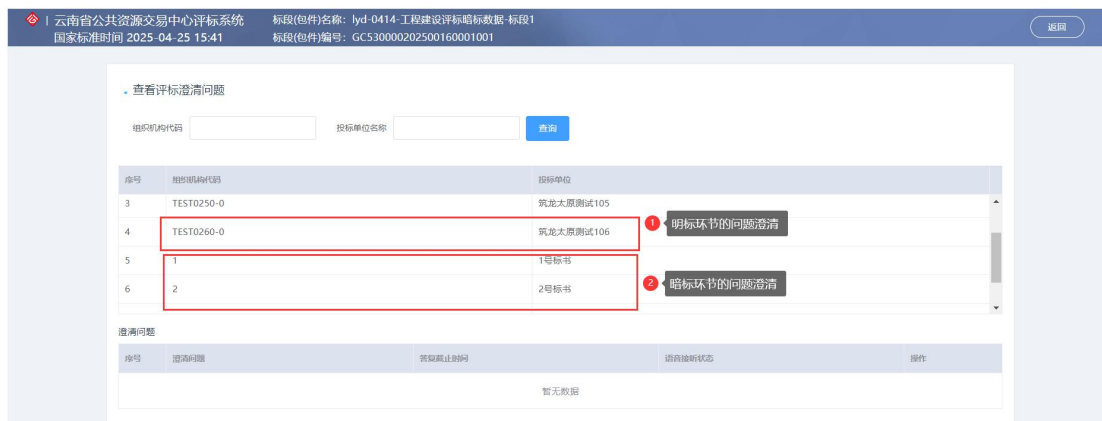 云南省公共资源交易中心评标系统 标段(包件)名称：lyd-0414-工程建设评标暗标数据-标段1
国家标准时间 2025-04-25 15:41 标段(包件)编号：GC530000202500160001001
返回
查看评标澄清问题
组织机构代码 投标单位名称 查询
序号 组织机构代码 投标单位
3 TEST0250-0 筑龙太原测试105
4 TEST0260-0 筑龙太原测试106
1 明标环节的问题澄清
5 1 1号标书
6 2 2号标书
2 暗标环节的问题澄清
澄清问题
序号 澄清问题 答复截止时间 语音接听状态 操作
暂无数据